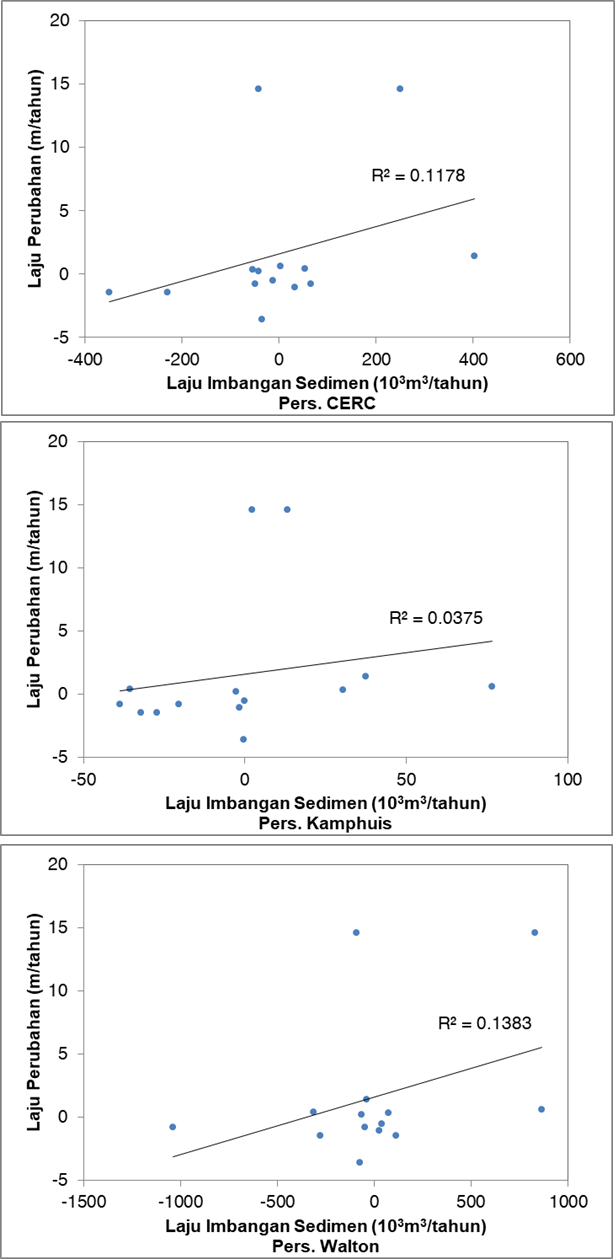 20
15
10
5
0
-5
Laju Perubahan (m/tahun)
R² = 0.1178
-400 -200 0 200 400 600
Laju Imbangan Sedimen (10³m³/tahun)
Pers. CERC
20
15
10
5
0
-5
Laju Perubahan (m/tahun)
R² = 0.0375
-50 0 50 100
Laju Imbangan Sedimen (10³m³/tahun)
Pers. Kamphuis
20
15
10
5
0
-5
Laju Perubahan (m/tahun)
R² = 0.1383
-1500 -1000 -500 0 500 1000
Laju Imbangan Sedimen (10³m³/tahun)
Pers. Walton